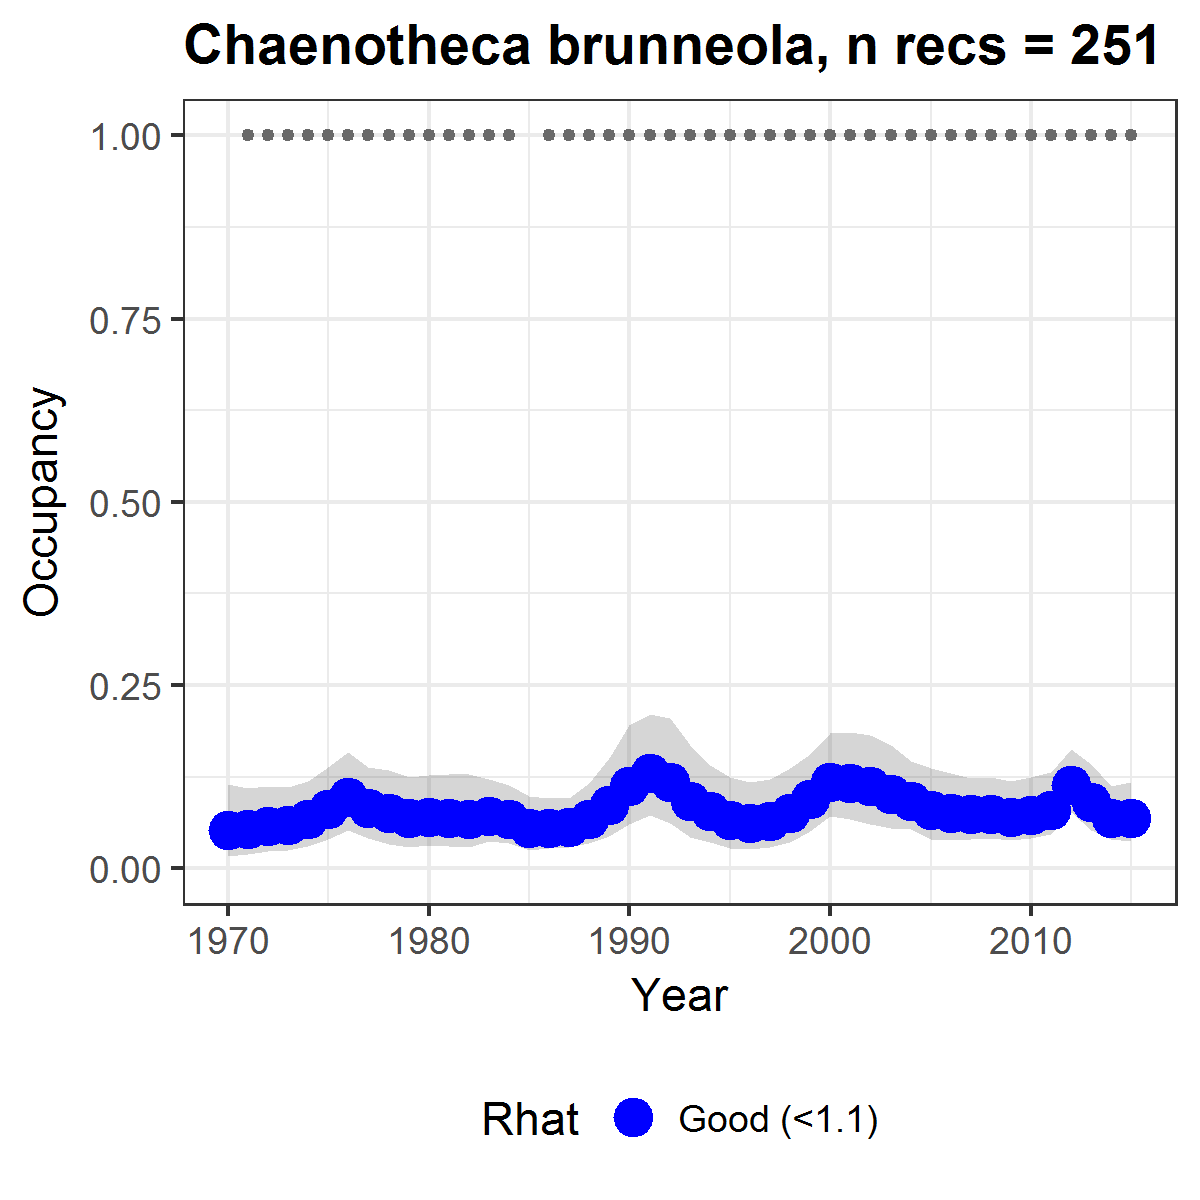 Chaenotheca brunneola, n recs = 251
1.00
0.75
0.50
0.25
0.00
Occupancy
1970 1980 1990 2000 2010
Year
Rhat Good (<1.1)